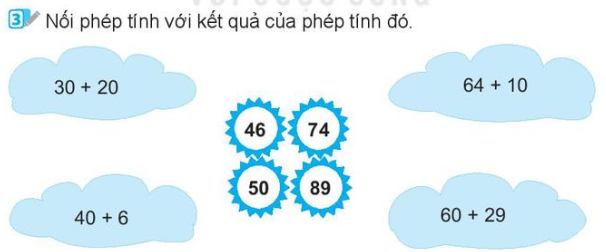 3 Nối phép tính với kết quả của phép tính đó.
30 + 20
64 + 10
46 74
50 89
40 + 6
60 + 29